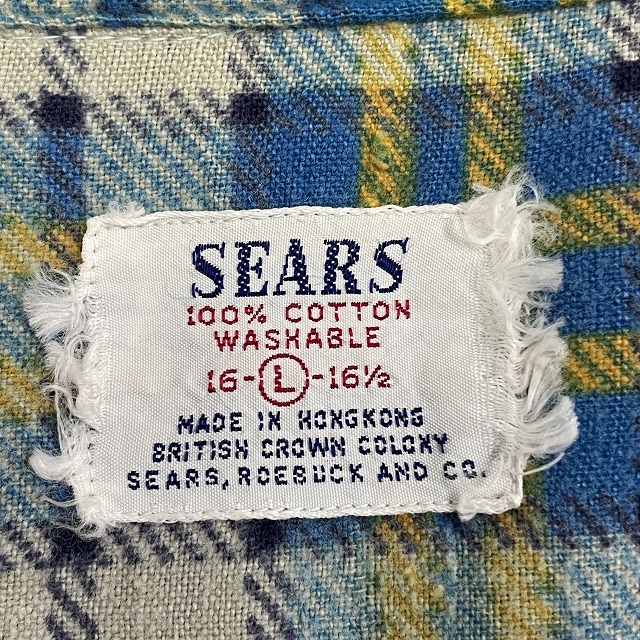 SEARS
100% COTTON
WASHABLE
16-L-16½
MADE IN HONGKONG
BRITISH CROWN COLONY
SEARS, ROEBUCK AND CO.